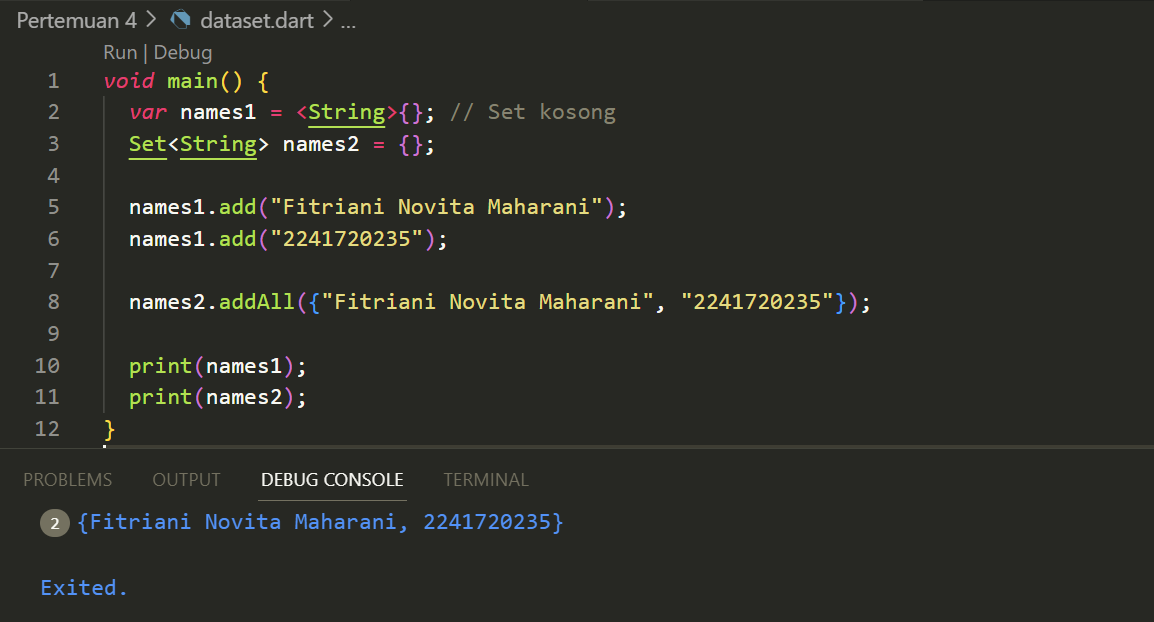 Pertemuan 4 > dataset.dart > ...
Run | Debug
1 void main() {
2   var names1 = <String>{}; // Set kosong
3   Set<String> names2 = {};
4
5   names1.add("Fitriani Novita Maharani");
6   names1.add("2241720235");
7
8   names2.addAll({"Fitriani Novita Maharani", "2241720235"});
9
10   print(names1);
11   print(names2);
12 }
PROBLEMS OUTPUT DEBUG CONSOLE TERMINAL
2 {Fitriani Novita Maharani, 2241720235}
Exited.